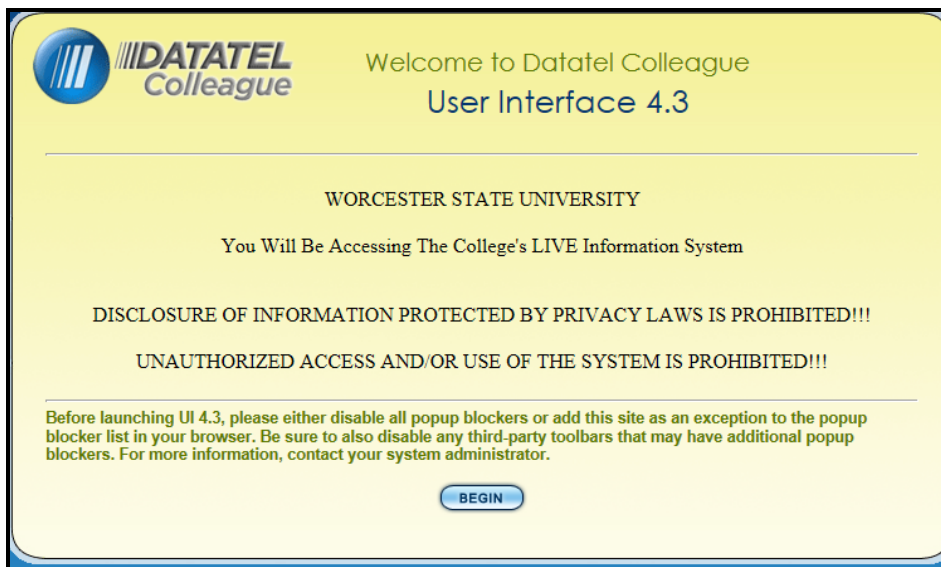 DATATEL
Colleague
Welcome to Datatel Colleague
User Interface 4.3
WORCESTER STATE UNIVERSITY
You Will Be Accessing The College's LIVE Information System
DISCLOSURE OF INFORMATION PROTECTED BY PRIVACY LAWS IS PROHIBITED!!!
UNAUTHORIZED ACCESS AND/OR USE OF THE SYSTEM IS PROHIBITED!!!
Before launching UI 4.3, please either disable all popup blockers or add this site as an exception to the popup
blocker list in your browser. Be sure to also disable any third-party toolbars that may have additional popup
blockers. For more information, contact your system administrator.
BEGIN